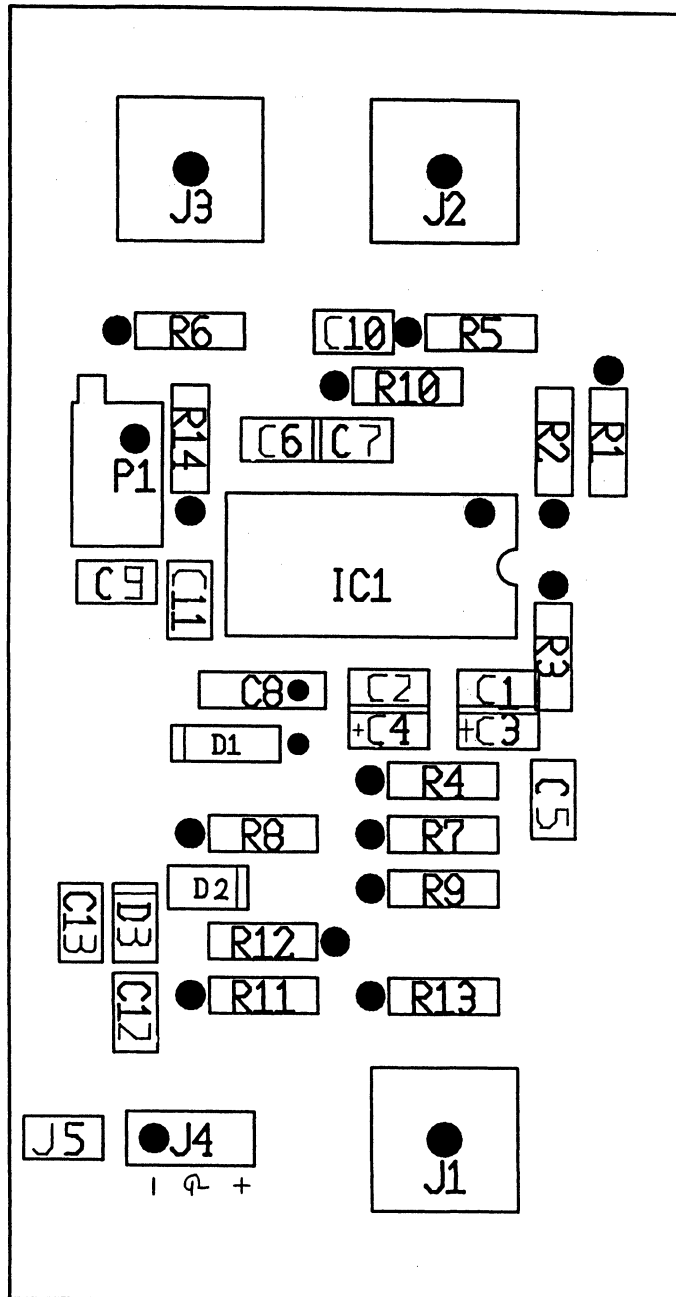 J3 J2
R6 C10 R5
R10
R14 C6 C7 R2 R1
P1
C9 C11 IC1
R3
C8 C2 C1
D1 +C4 +C3
R4 C5
R8 R7
D2 R9
C13 D3 R12
C12 R11 R13
J5 J4 J1
- +